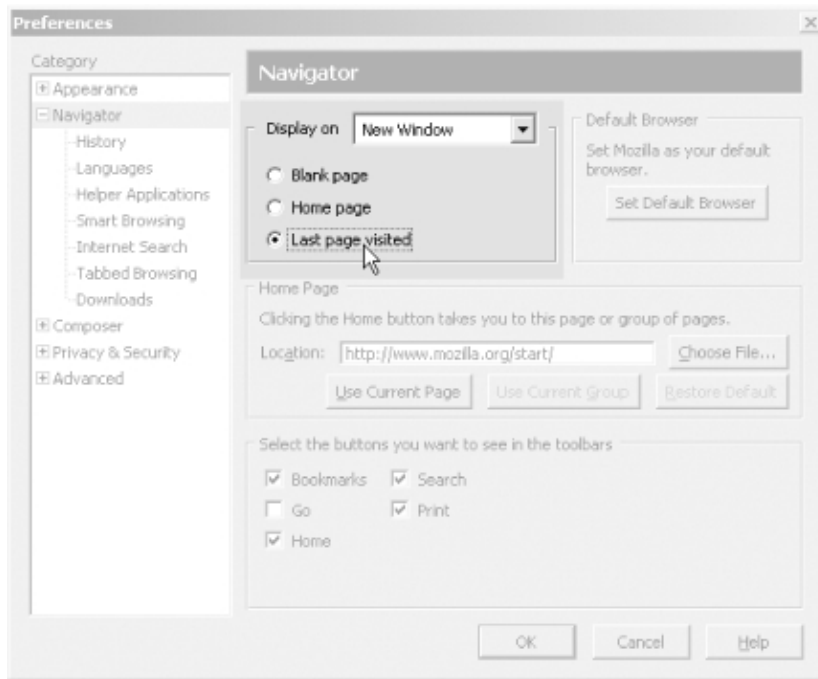 Preferences
Category
Appearance
Navigator
History
Languages
Helper Applications
Smart Browsing
Internet Search
Tabbed Browsing
Downloads
Composer
Privacy & Security
Advanced
Navigator
Display on New Window
Blank page
Home page
Last page visited
Default Browser
Set Mozilla as your default
browser.
Set Default Browser
Home Page
Clicking the Home button takes you to this page or group of pages.
Location: http://www.mozilla.org/start/ Choose File...
Use Current Page Use Current Group Restore Default
Select the buttons you want to see in the toolbars
Bookmarks Search
Go Print
Home
OK Cancel Help